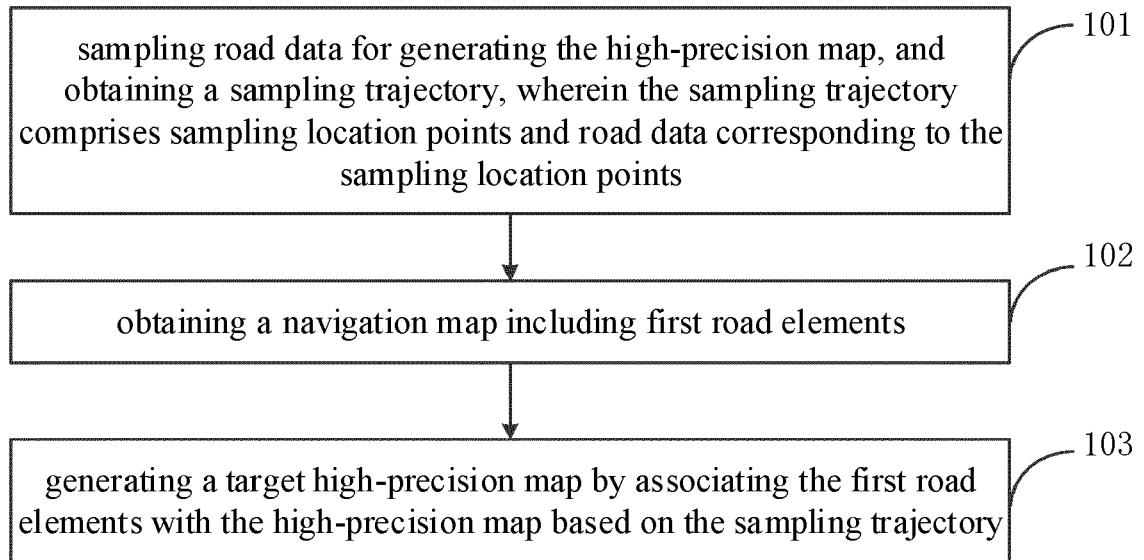 sampling road data for generating the high-precision map, and
obtaining a sampling trajectory, wherein the sampling trajectory
comprises sampling location points and road data corresponding to the
sampling location points
101
obtaining a navigation map including first road elements
102
generating a target high-precision map by associating the first road
elements with the high-precision map based on the sampling trajectory
103